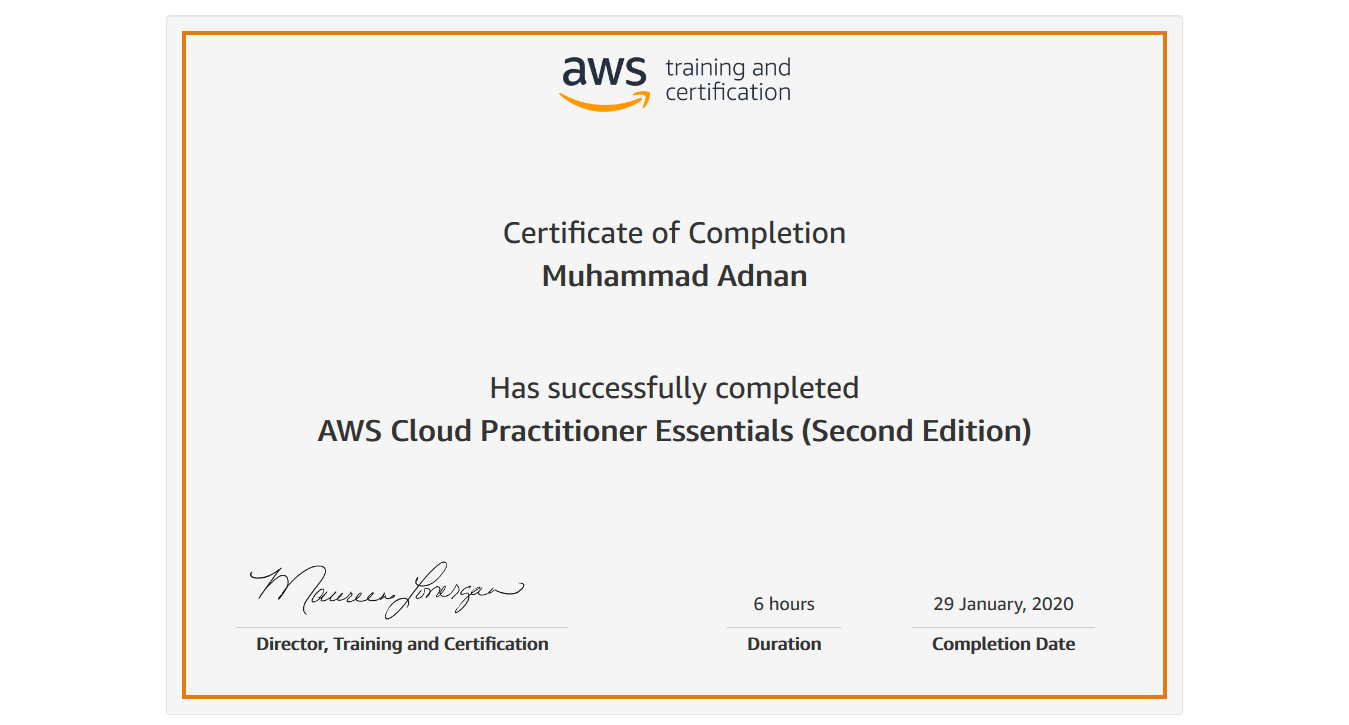 aws training and
certification
Certificate of Completion
Muhammad Adnan
Has successfully completed
AWS Cloud Practitioner Essentials (Second Edition)
Maureen Lonergan
Director, Training and Certification
6 hours
Duration
29 January, 2020
Completion Date